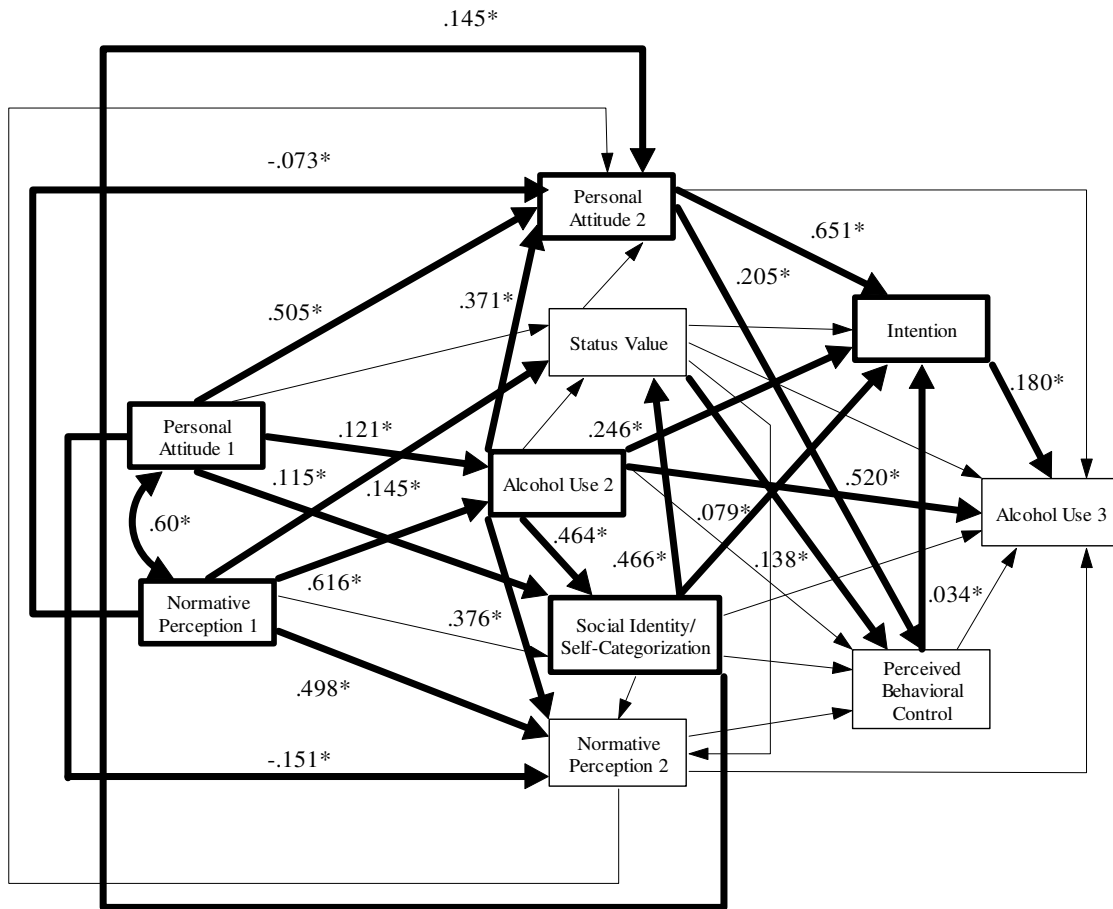 .145*
-.073*
Personal
Attitude 2
.651*
.205*
.371*
.505*
Status Value
Intention
.180*
Personal
Attitude 1
.121*
.246*
.115*
.145*
Alcohol Use 2
.520*
Alcohol Use 3
.60*
.464*
.079*
.466*
.138*
.616*
Normative
Perception 1
.376*
Social Identity/
Self-Categorization
.034*
Perceived
Behavioral
Control
.498*
Normative
Perception 2
-.151*